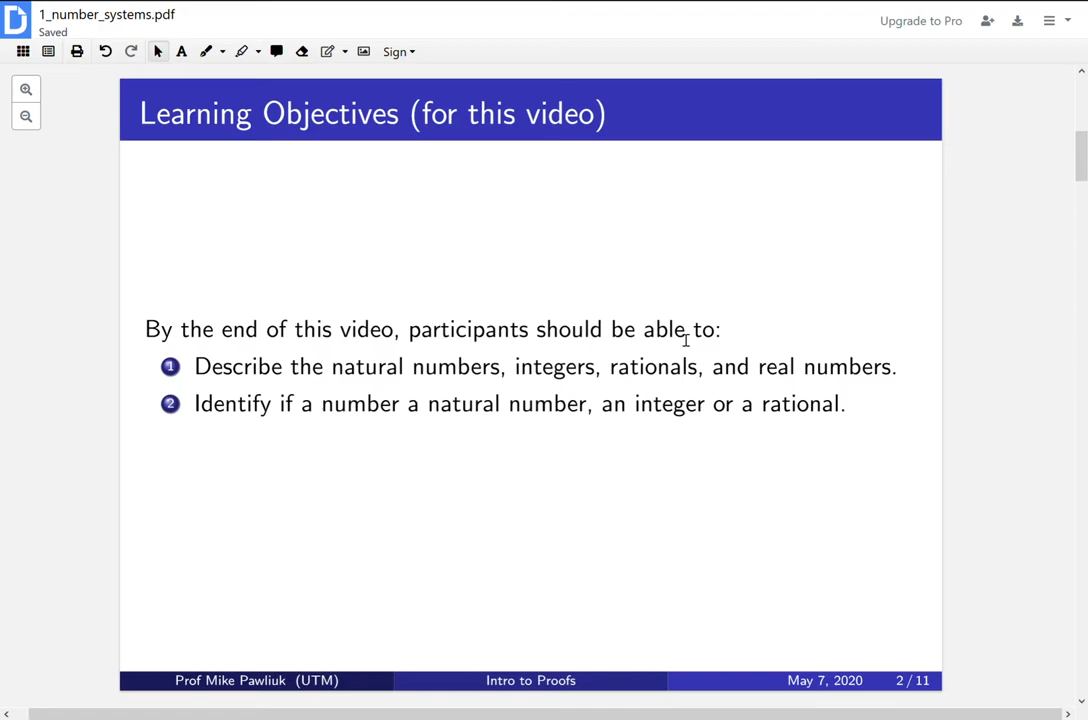 1_number_systems.pdf
Saved
Upgrade to Pro
A
Sign
Learning Objectives (for this video)
By the end of this video, participants should be able to:
1 Describe the natural numbers, integers, rationals, and real numbers.
2 Identify if a number a natural number, an integer or a rational.
Prof Mike Pawliuk (UTM) Intro to Proofs May 7, 2020 2 / 11